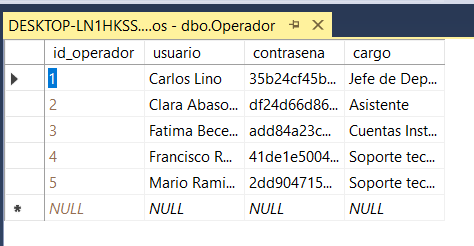 DESKTOP-LN1HKSS....os - dbo.Operador
id_operador usuario contrasena cargo
1 Carlos Lino 35b24cf45b... Jefe de Dep...
2 Clara Abaso... df24d66d86... Asistente
3 Fatima Bece... add84a23c... Cuentas Inst...
4 Francisco R... 41de1e5004... Soporte tec...
5 Mario Rami... 2dd904715... Soporte tec...
NULL NULL NULL NULL